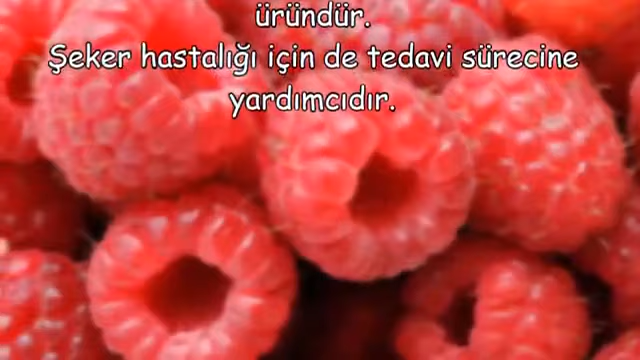 üründür.
Şeker hastalığı için de tedavi sürecine
yardımcıdır.